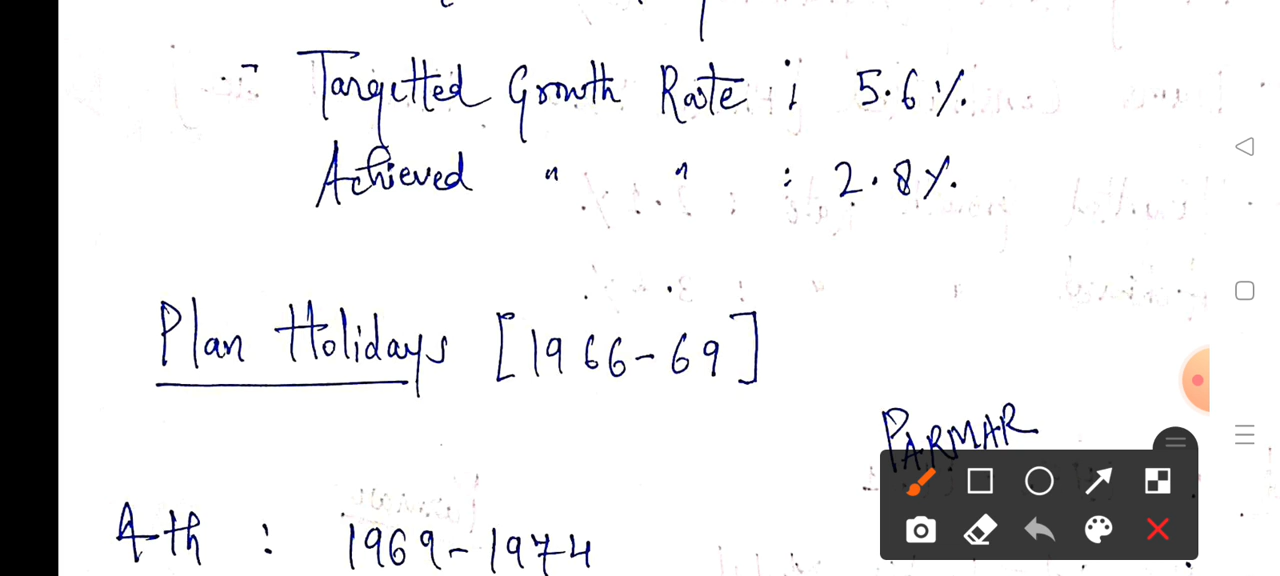 Targetted Growth Rate : 5.6%.
Achieved " " : 2.8%.
Plan Holidays [1966-69]
PARMAR
4th : 1969-1974